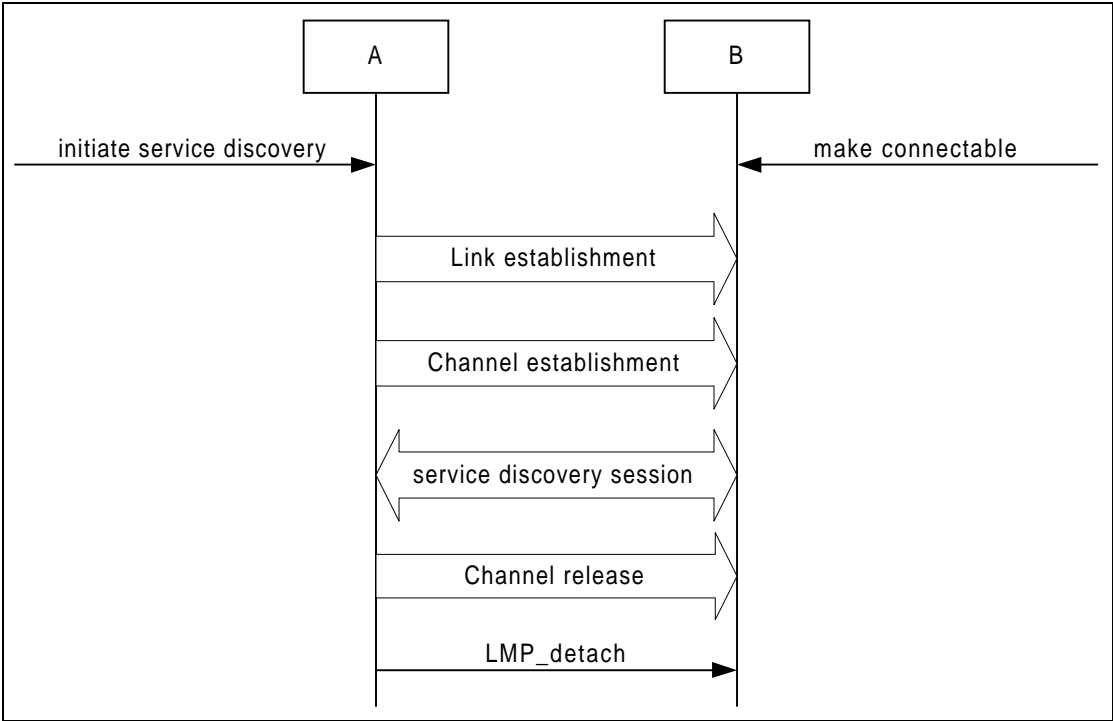 A
B
initiate service discovery
make connectable
Link establishment
Channel establishment
service discovery session
Channel release
LMP_detach